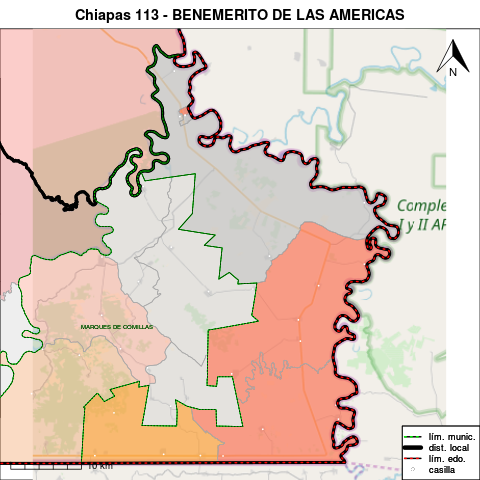 Chiapas 113 - BENEMERITO DE LAS AMERICAS
N
Comple
I y II AF
MARQUES DE COMILLAS
lím. munic.
dist. local
lím. edo.
casilla
10 km